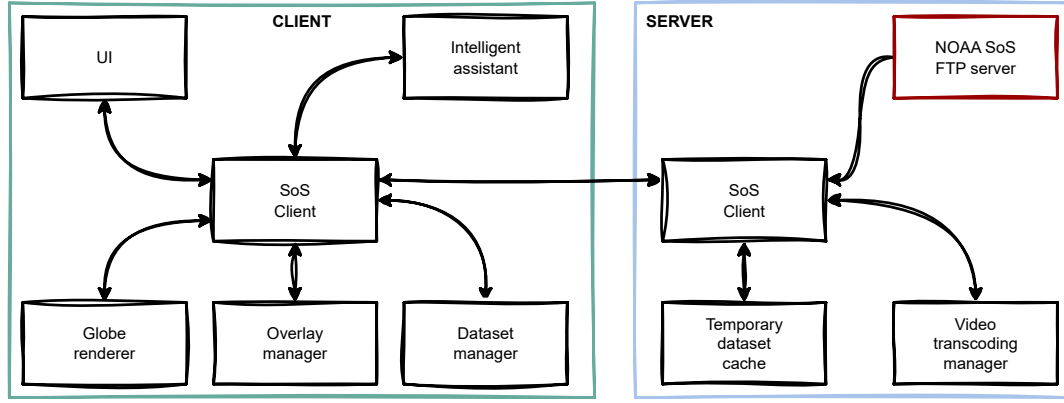 CLIENT
UI
Intelligent
assistant
SoS
Client
Globe
renderer
Overlay
manager
Dataset
manager
SERVER
NOAA SoS
FTP server
SoS
Client
Temporary
dataset
cache
Video
transcoding
manager